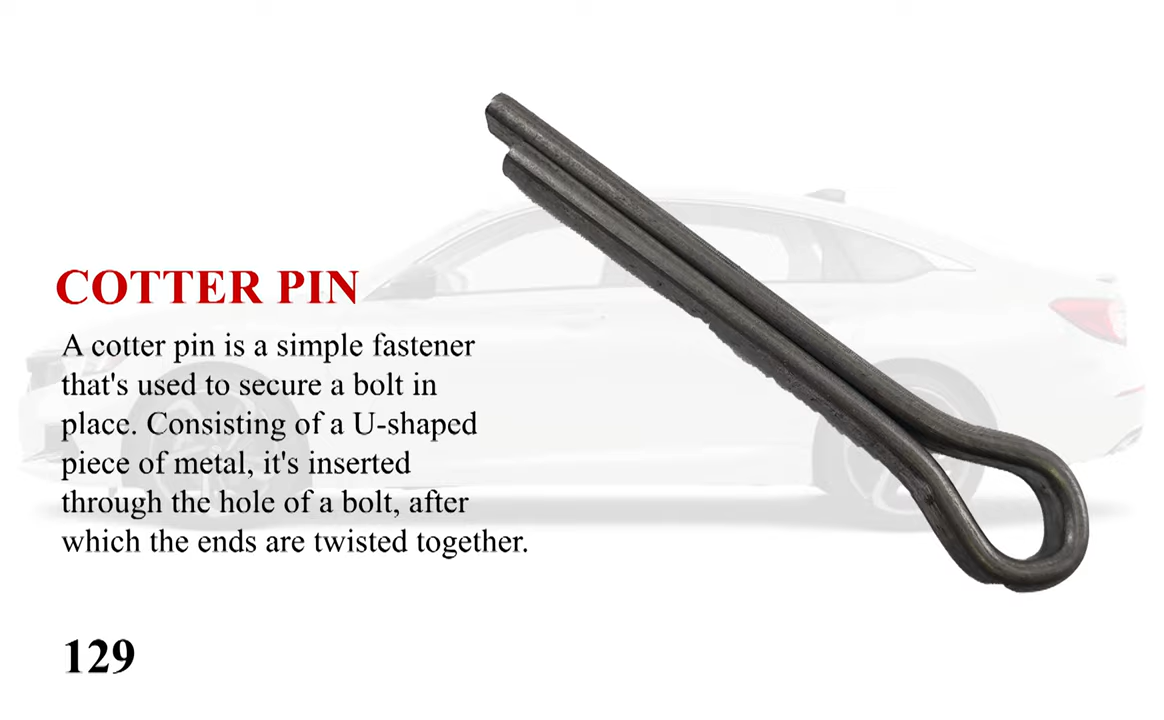 COTTER PIN
A cotter pin is a simple fastener
that's used to secure a bolt in
place. Consisting of a U-shaped
piece of metal, it's inserted
through the hole of a bolt, after
which the ends are twisted together.
129